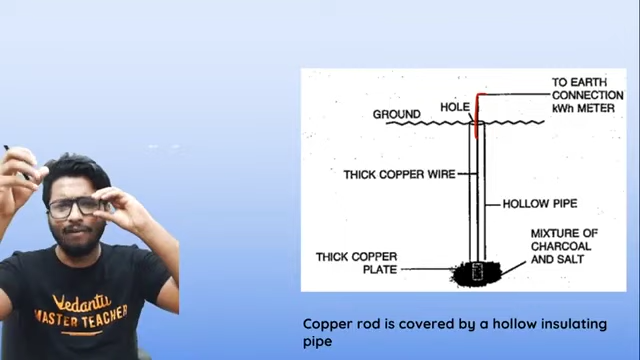 Vedantu
MASTER TEACHER
TO EARTH
CONNECTION
kWh METER
HOLE
GROUND
THICK COPPER WIRE
HOLLOW PIPE
MIXTURE OF
CHARCOAL
AND SALT
THICK COPPER
PLATE
Copper rod is covered by a hollow insulating
pipe